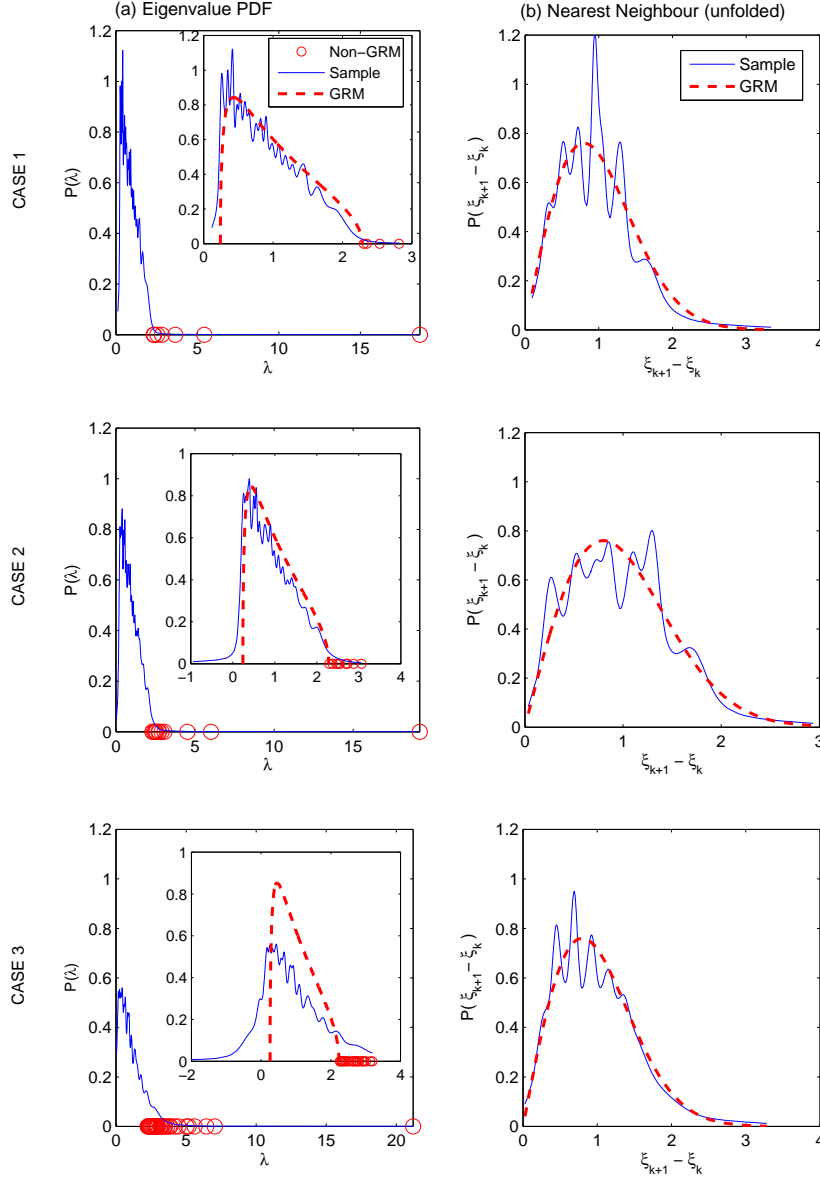 (a) Eigenvalue PDF
(b) Nearest Neighbour (unfolded)
CASE 1
P(λ)
1.2
1
0.8
0.6
0.4
0.2
0
0 5 10 15
λ
1
0.8
0.6
0.4
0.2
0
0 1 2 3
Non−GRM
Sample
GRM
P( ξk+1 − ξk)
1.2
1
0.8
0.6
0.4
0.2
0
0 1 2 3 4
ξk+1 − ξk
Sample
GRM
CASE 2
P(λ)
1.2
1
0.8
0.6
0.4
0.2
0
0 5 10 15
λ
1
0.8
0.6
0.4
0.2
0
−1 0 1 2 3 4
P( ξk+1 − ξk)
1.2
1
0.8
0.6
0.4
0.2
0
0 1 2 3
ξk+1 − ξk
CASE 3
P(λ)
1.2
1
0.8
0.6
0.4
0.2
0
0 5 10 15 20
λ
1
0.8
0.6
0.4
0.2
0
−2 0 2 4
P( ξk+1 − ξk)
1.2
1
0.8
0.6
0.4
0.2
0
0 1 2 3 4
ξk+1 − ξk